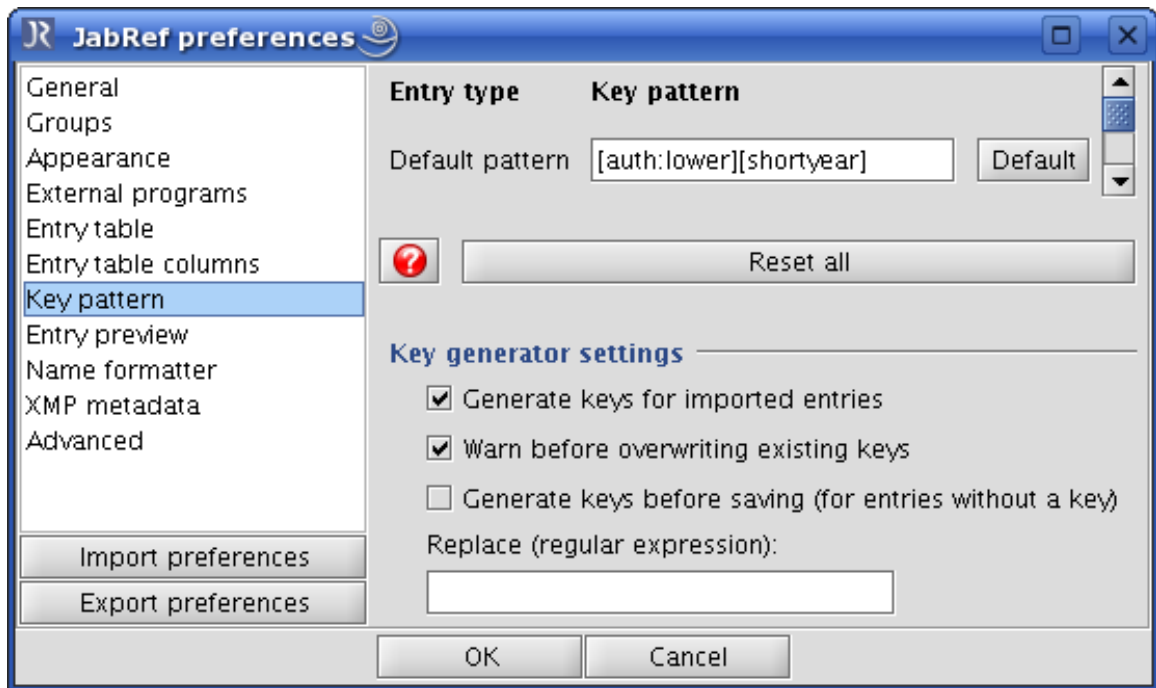 JabRef preferences
General
Groups
Appearance
External programs
Entry table
Entry table columns
Key pattern
Entry preview
Name formatter
XMP metadata
Advanced
Import preferences
Export preferences
Entry type Key pattern
Default pattern [auth:lower][shortyear] Default
?
Reset all
Key generator settings
Generate keys for imported entries
Warn before overwriting existing keys
Generate keys before saving (for entries without a key)
Replace (regular expression):
OK Cancel